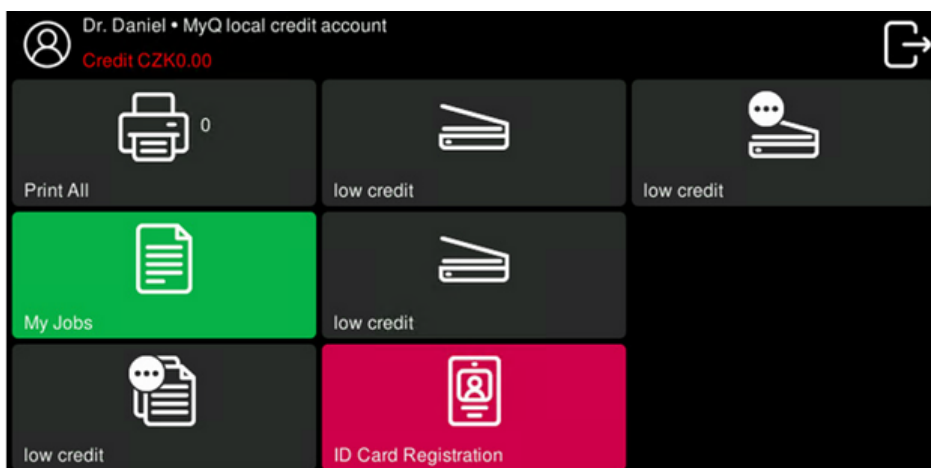 Dr. Daniel • MyQ local credit account
Credit CZK0.00
0
Print All
low credit
low credit
My Jobs
low credit
low credit
ID Card Registration